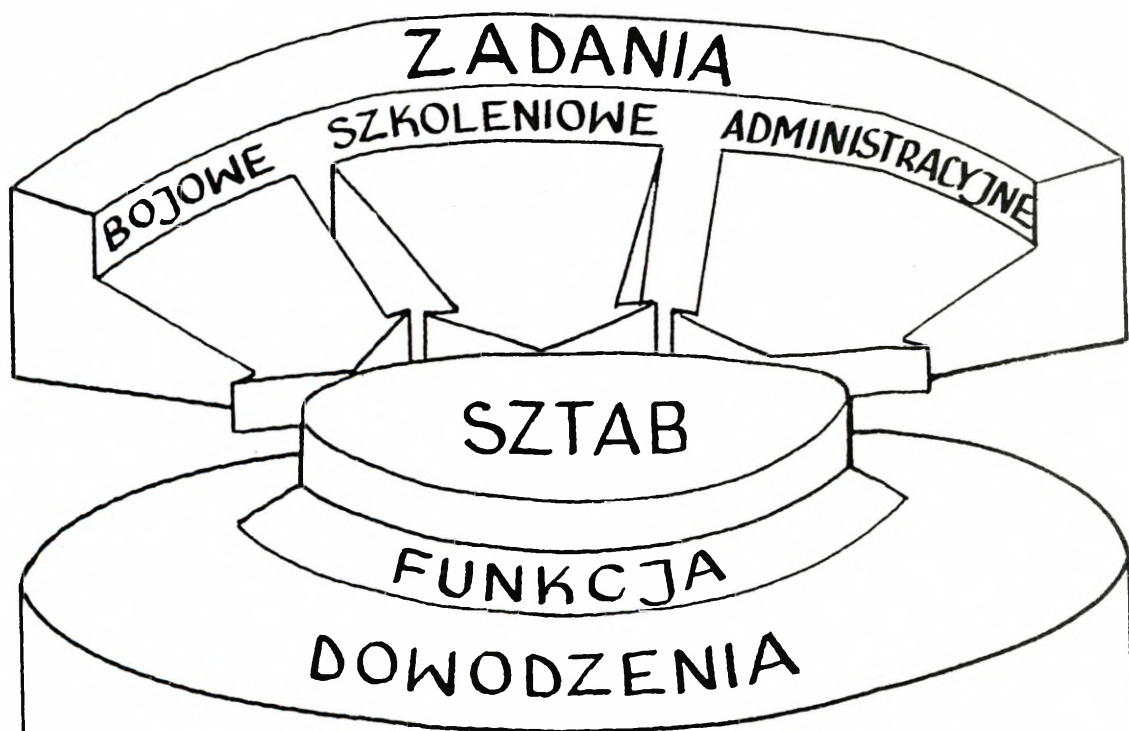 ZADANIA
BOJOWE SZKOLENIOWE ADMINISTRACYJNE
SZTAB
FUNKCJA
DOWODZENIA